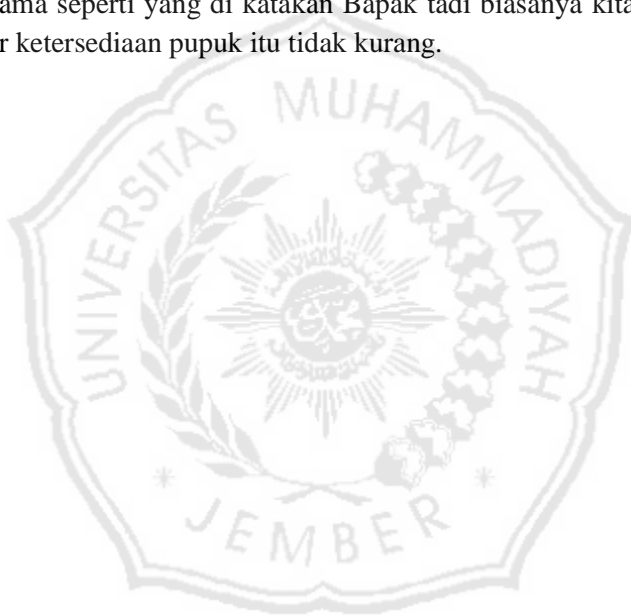 ama seperti yang di katakan Bapak tadi biasanya kita
r ketersediaan pupuk itu tidak kurang.
UNIVERSITAS MUHAMMADIYAH
JEMBER